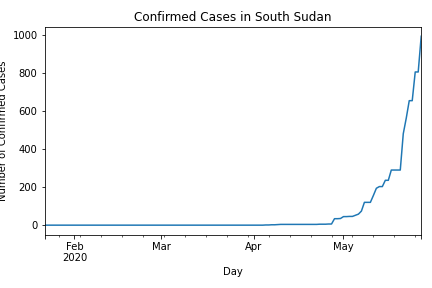 Confirmed Cases in South Sudan
1000
800
600
400
200
0
Number of Confirmed Cases
Feb
2020
Mar
Apr
May
Day